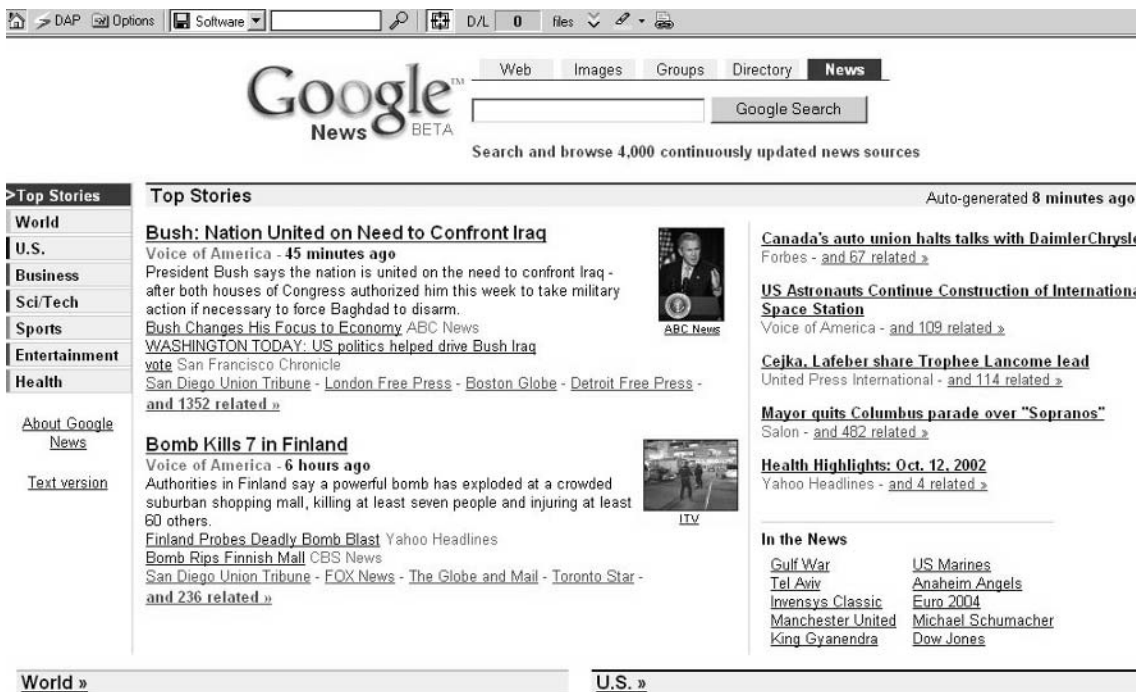 DAP Options Software D/L 0 files
Google™
News BETA
Web Images Groups Directory News
Google Search
Search and browse 4,000 continuously updated news sources
>Top Stories
World
U.S.
Business
Sci/Tech
Sports
Entertainment
Health
About Google
News
Text version
Top Stories
Auto-generated 8 minutes ago
Bush: Nation United on Need to Confront Iraq
Voice of America - 45 minutes ago
President Bush says the nation is united on the need to confront Iraq -
after both houses of Congress authorized him this week to take military
action if necessary to force Baghdad to disarm.
Bush Changes His Focus to Economy ABC News
WASHINGTON TODAY: US politics helped drive Bush Iraq
vote San Francisco Chronicle
San Diego Union Tribune - London Free Press - Boston Globe - Detroit Free Press -
and 1352 related »
ABC News
Bomb Kills 7 in Finland
Voice of America - 6 hours ago
Authorities in Finland say a powerful bomb has exploded at a crowded
suburban shopping mall, killing at least seven people and injuring at least
60 others.
Finland Probes Deadly Bomb Blast Yahoo Headlines
Bomb Rips Finnish Mall CBS News
San Diego Union Tribune - FOX News - The Globe and Mail - Toronto Star -
and 236 related »
ITV
Canada's auto union halts talks with DaimlerChrysle
Forbes - and 67 related »
US Astronauts Continue Construction of Internationa
Space Station
Voice of America - and 109 related »
Cejka, Lafeber share Trophee Lancome lead
United Press International - and 114 related »
Mayor quits Columbus parade over "Sopranos"
Salon - and 482 related »
Health Highlights: Oct. 12, 2002
Yahoo Headlines - and 4 related »
In the News
Gulf War US Marines
Tel Aviv Anaheim Angels
Invensys Classic Euro 2004
Manchester United Michael Schumacher
King Gyanendra Dow Jones
World » U.S. »